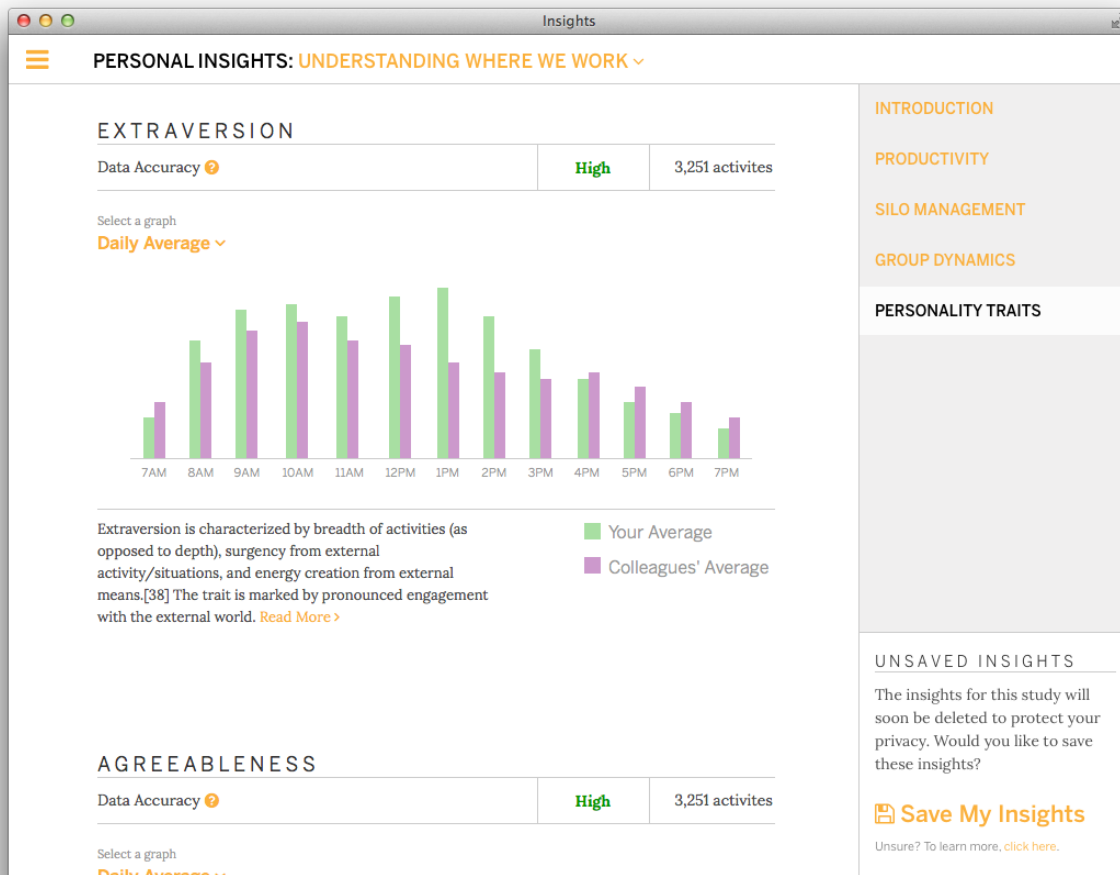 Insights
PERSONAL INSIGHTS: UNDERSTANDING WHERE WE WORK
EXTRAVERSION
Data Accuracy ? High 3,251 activites
Select a graph
Daily Average
7AM 8AM 9AM 10AM 11AM 12PM 1PM 2PM 3PM 4PM 5PM 6PM 7PM
Extraversion is characterized by breadth of activities (as
opposed to depth), surgency from external
activity/situations, and energy creation from external
means.[38] The trait is marked by pronounced engagement
with the external world. Read More >
Your Average
Colleagues' Average
AGREEABLENESS
Data Accuracy ? High 3,251 activites
Select a graph
Daily Average
INTRODUCTION
PRODUCTIVITY
SILO MANAGEMENT
GROUP DYNAMICS
PERSONALITY TRAITS
UNSAVED INSIGHTS
The insights for this study will
soon be deleted to protect your
privacy. Would you like to save
these insights?
Save My Insights
Unsure? To learn more, click here.